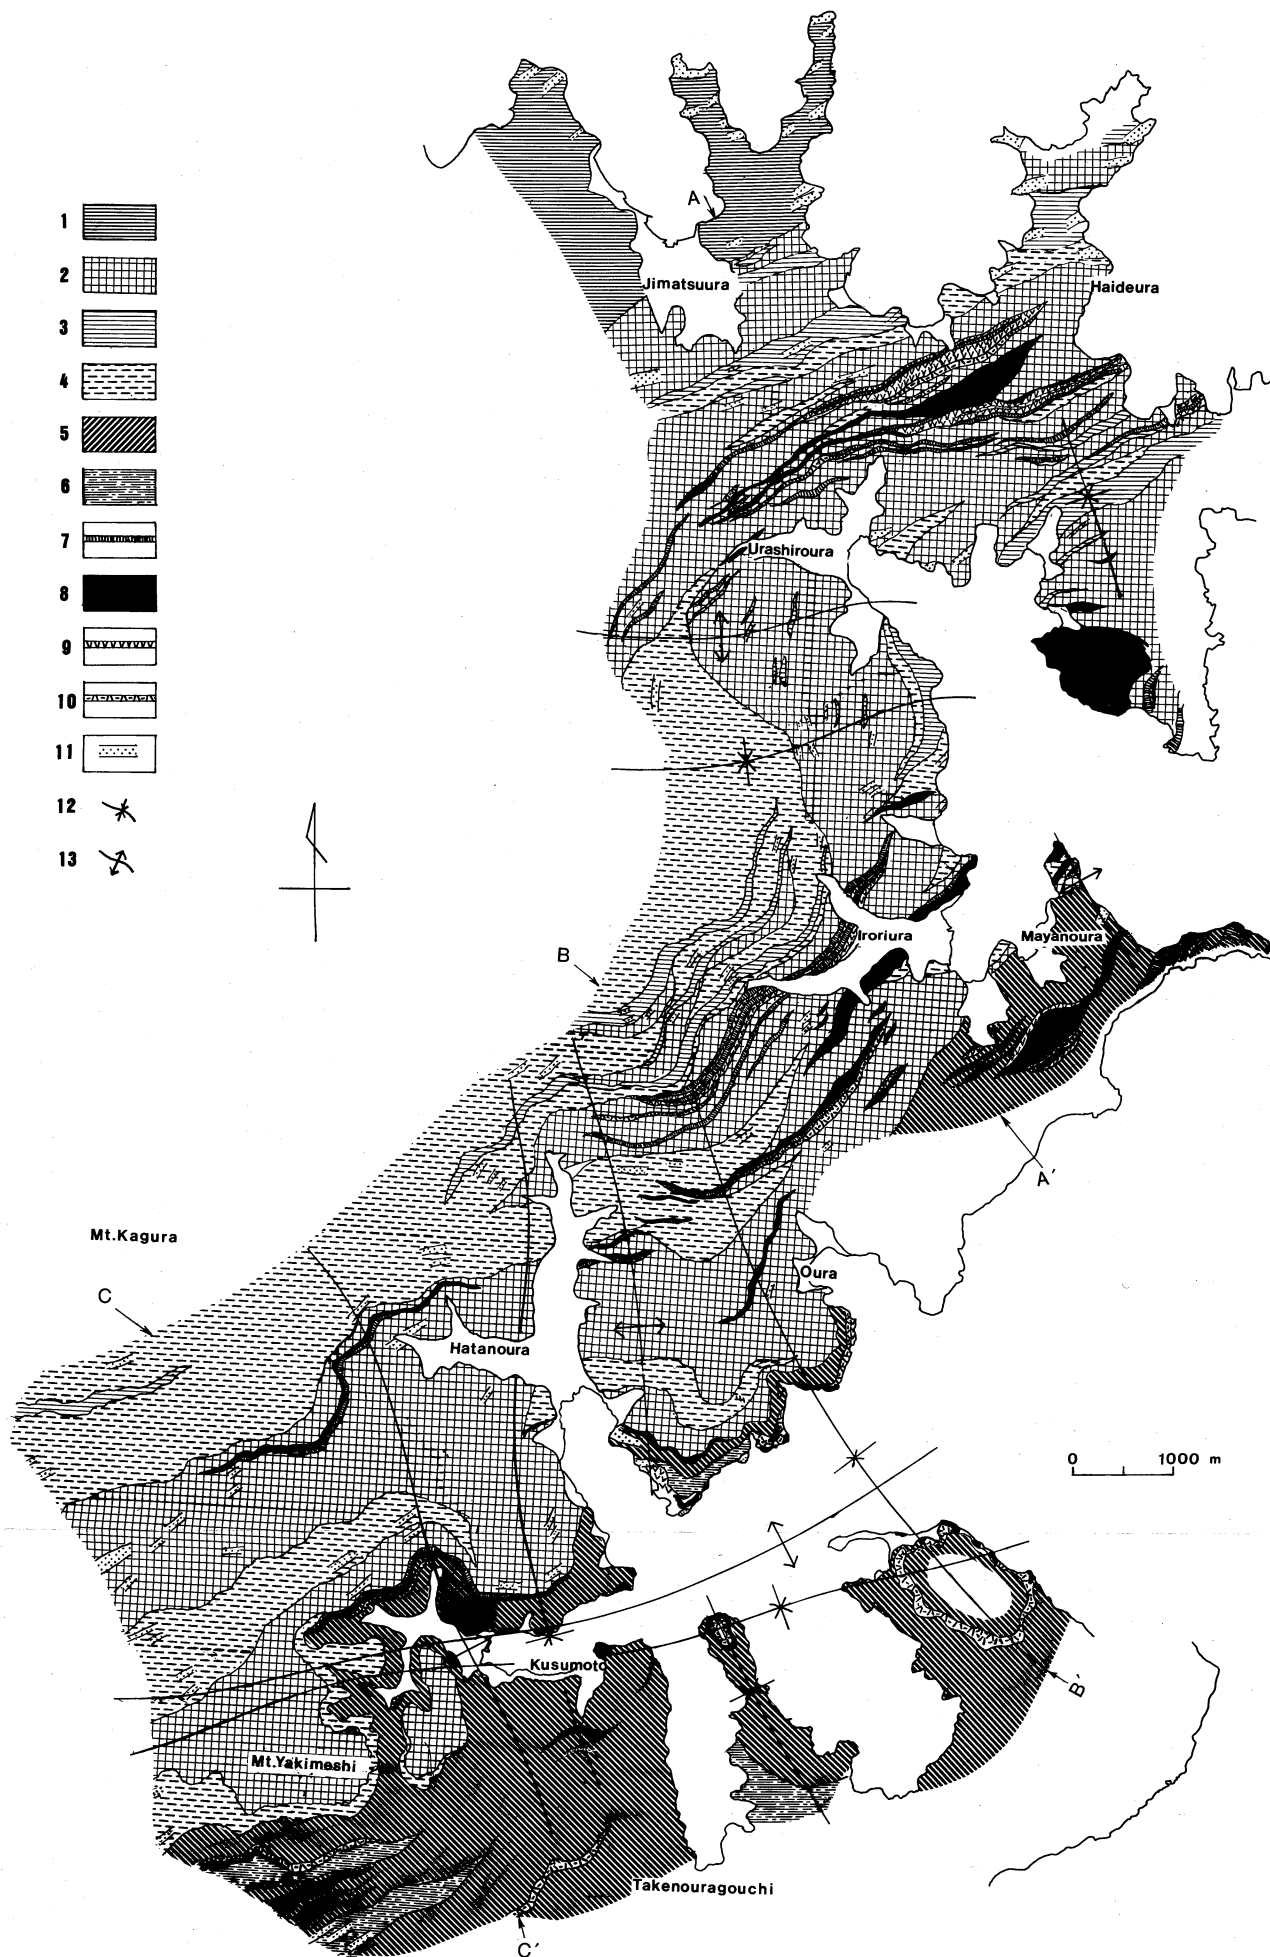 A
1
2
3
4
5
6
7
8
9
10
11
12
13
Jimatsuura
Haideura
Urashiroura
Iroriura
Mayanoura
B
A′
Mt.Kagura
C
Oura
Hatanoura
0 1000 m
Kusumoto
B′
Mt.Yakimeshi
Takenouragouchi
C′